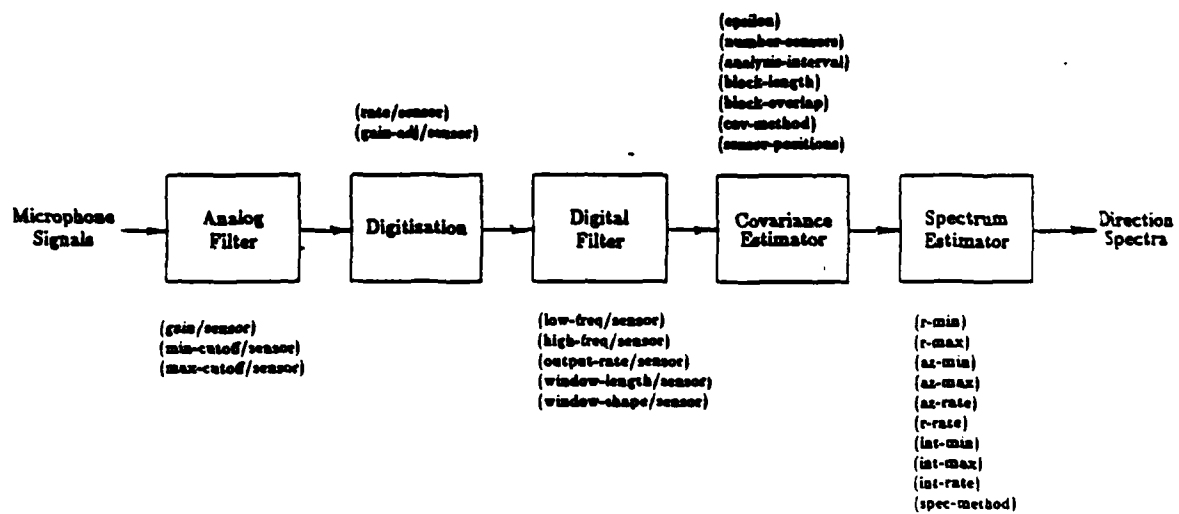 (epsilon)
(number-sensors)
(analysis-interval)
(block-length)
(block-overlap)
(cov-method)
(sensor-positions)
(rate/sensor)
(gain-adj/sensor)
Microphone
Signals
Analog
Filter
Digitisation
Digital
Filter
Covariance
Estimator
Spectrum
Estimator
Direction
Spectra
(gain/sensor)
(min-cutoff/sensor)
(max-cutoff/sensor)
(low-freq/sensor)
(high-freq/sensor)
(output-rate/sensor)
(window-length/sensor)
(window-shape/sensor)
(r-min)
(r-max)
(az-min)
(az-max)
(az-rate)
(r-rate)
(int-min)
(int-max)
(int-rate)
(spec-method)